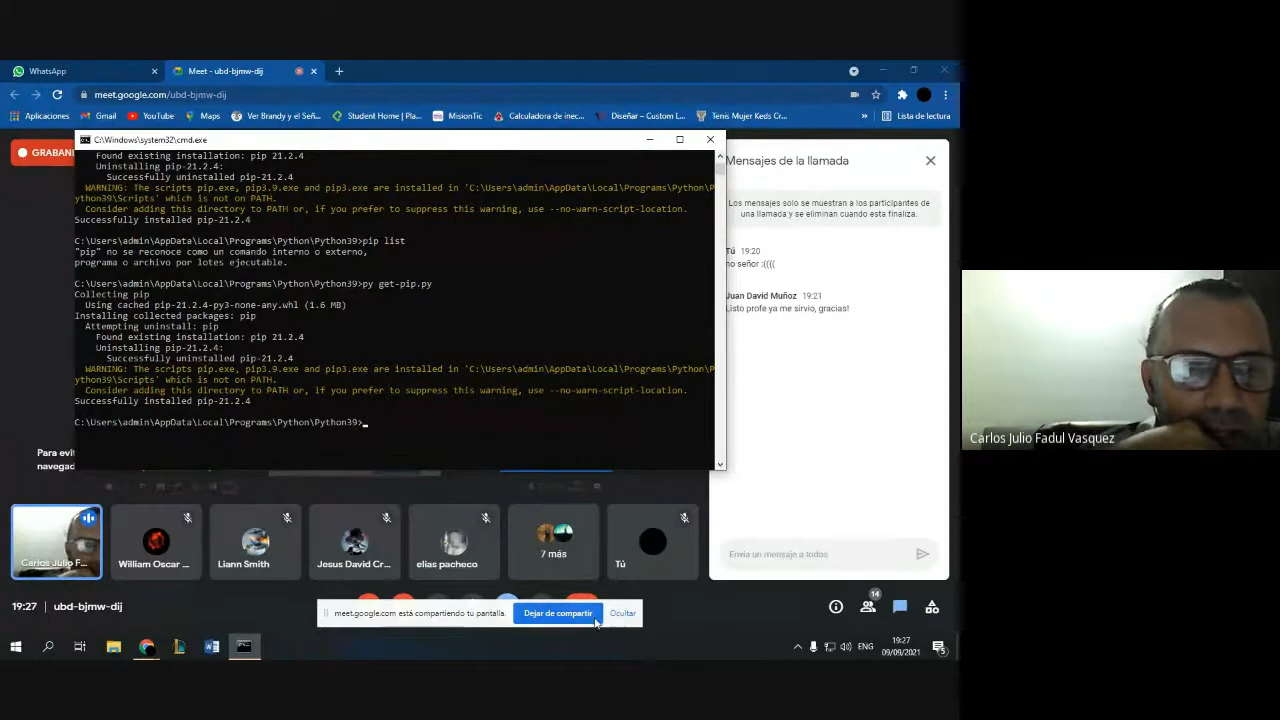 WhatsApp
Meet - ubd-bjmw-dij
meet.google.com/ubd-bjmw-dij
Aplicaciones
Gmail
YouTube
Maps
Ver Brandy y el Señ...
Student Home | Pla...
MisionTic
Calculadora de inec...
Diseñar – Custom L...
Tenis Mujer Keds Cr...
»
Lista de lectura
GRABAN
C:\Windows\system32\cmd.exe
Found existing installation: pip 21.2.4
Uninstalling pip-21.2.4:
Successfully uninstalled pip-21.2.4
WARNING: The scripts pip.exe, pip3.9.exe and pip3.exe are installed in 'C:\Users\admin\AppData\Local\Programs\Python\P
ython39\Scripts' which is not on PATH.
Consider adding this directory to PATH or, if you prefer to suppress this warning, use --no-warn-script-location.
Successfully installed pip-21.2.4
C:\Users\admin\AppData\Local\Programs\Python\Python39>pip list
"pip" no se reconoce como un comando interno o externo,
programa o archivo por lotes ejecutable.
C:\Users\admin\AppData\Local\Programs\Python\Python39>py get-pip.py
Collecting pip
Using cached pip-21.2.4-py3-none-any.whl (1.6 MB)
Installing collected packages: pip
Attempting uninstall: pip
Found existing installation: pip 21.2.4
Uninstalling pip-21.2.4:
Successfully uninstalled pip-21.2.4
WARNING: The scripts pip.exe, pip3.9.exe and pip3.exe are installed in 'C:\Users\admin\AppData\Local\Programs\Python\P
ython39\Scripts' which is not on PATH.
Consider adding this directory to PATH or, if you prefer to suppress this warning, use --no-warn-script-location.
Successfully installed pip-21.2.4
C:\Users\admin\AppData\Local\Programs\Python\Python39>
Mensajes de la llamada
Los mensajes solo se muestran a los participantes de
una llamada y se eliminan cuando esta finaliza.
Tú 19:20
no señor :((((
Juan David Muñoz 19:21
Listo profe ya me sirvio, gracias!
Envía un mensaje a todos
Para evit
navegad
Carlos Julio F...
William Oscar ...
Liann Smith
Jesus David Cr...
elias pacheco
7 más
Tú
Carlos Julio Fadul Vasquez
19:27
ubd-bjmw-dij
meet.google.com está compartiendo tu pantalla.
Dejar de compartir
Ocultar
14
ENG
19:27
09/09/2021
5